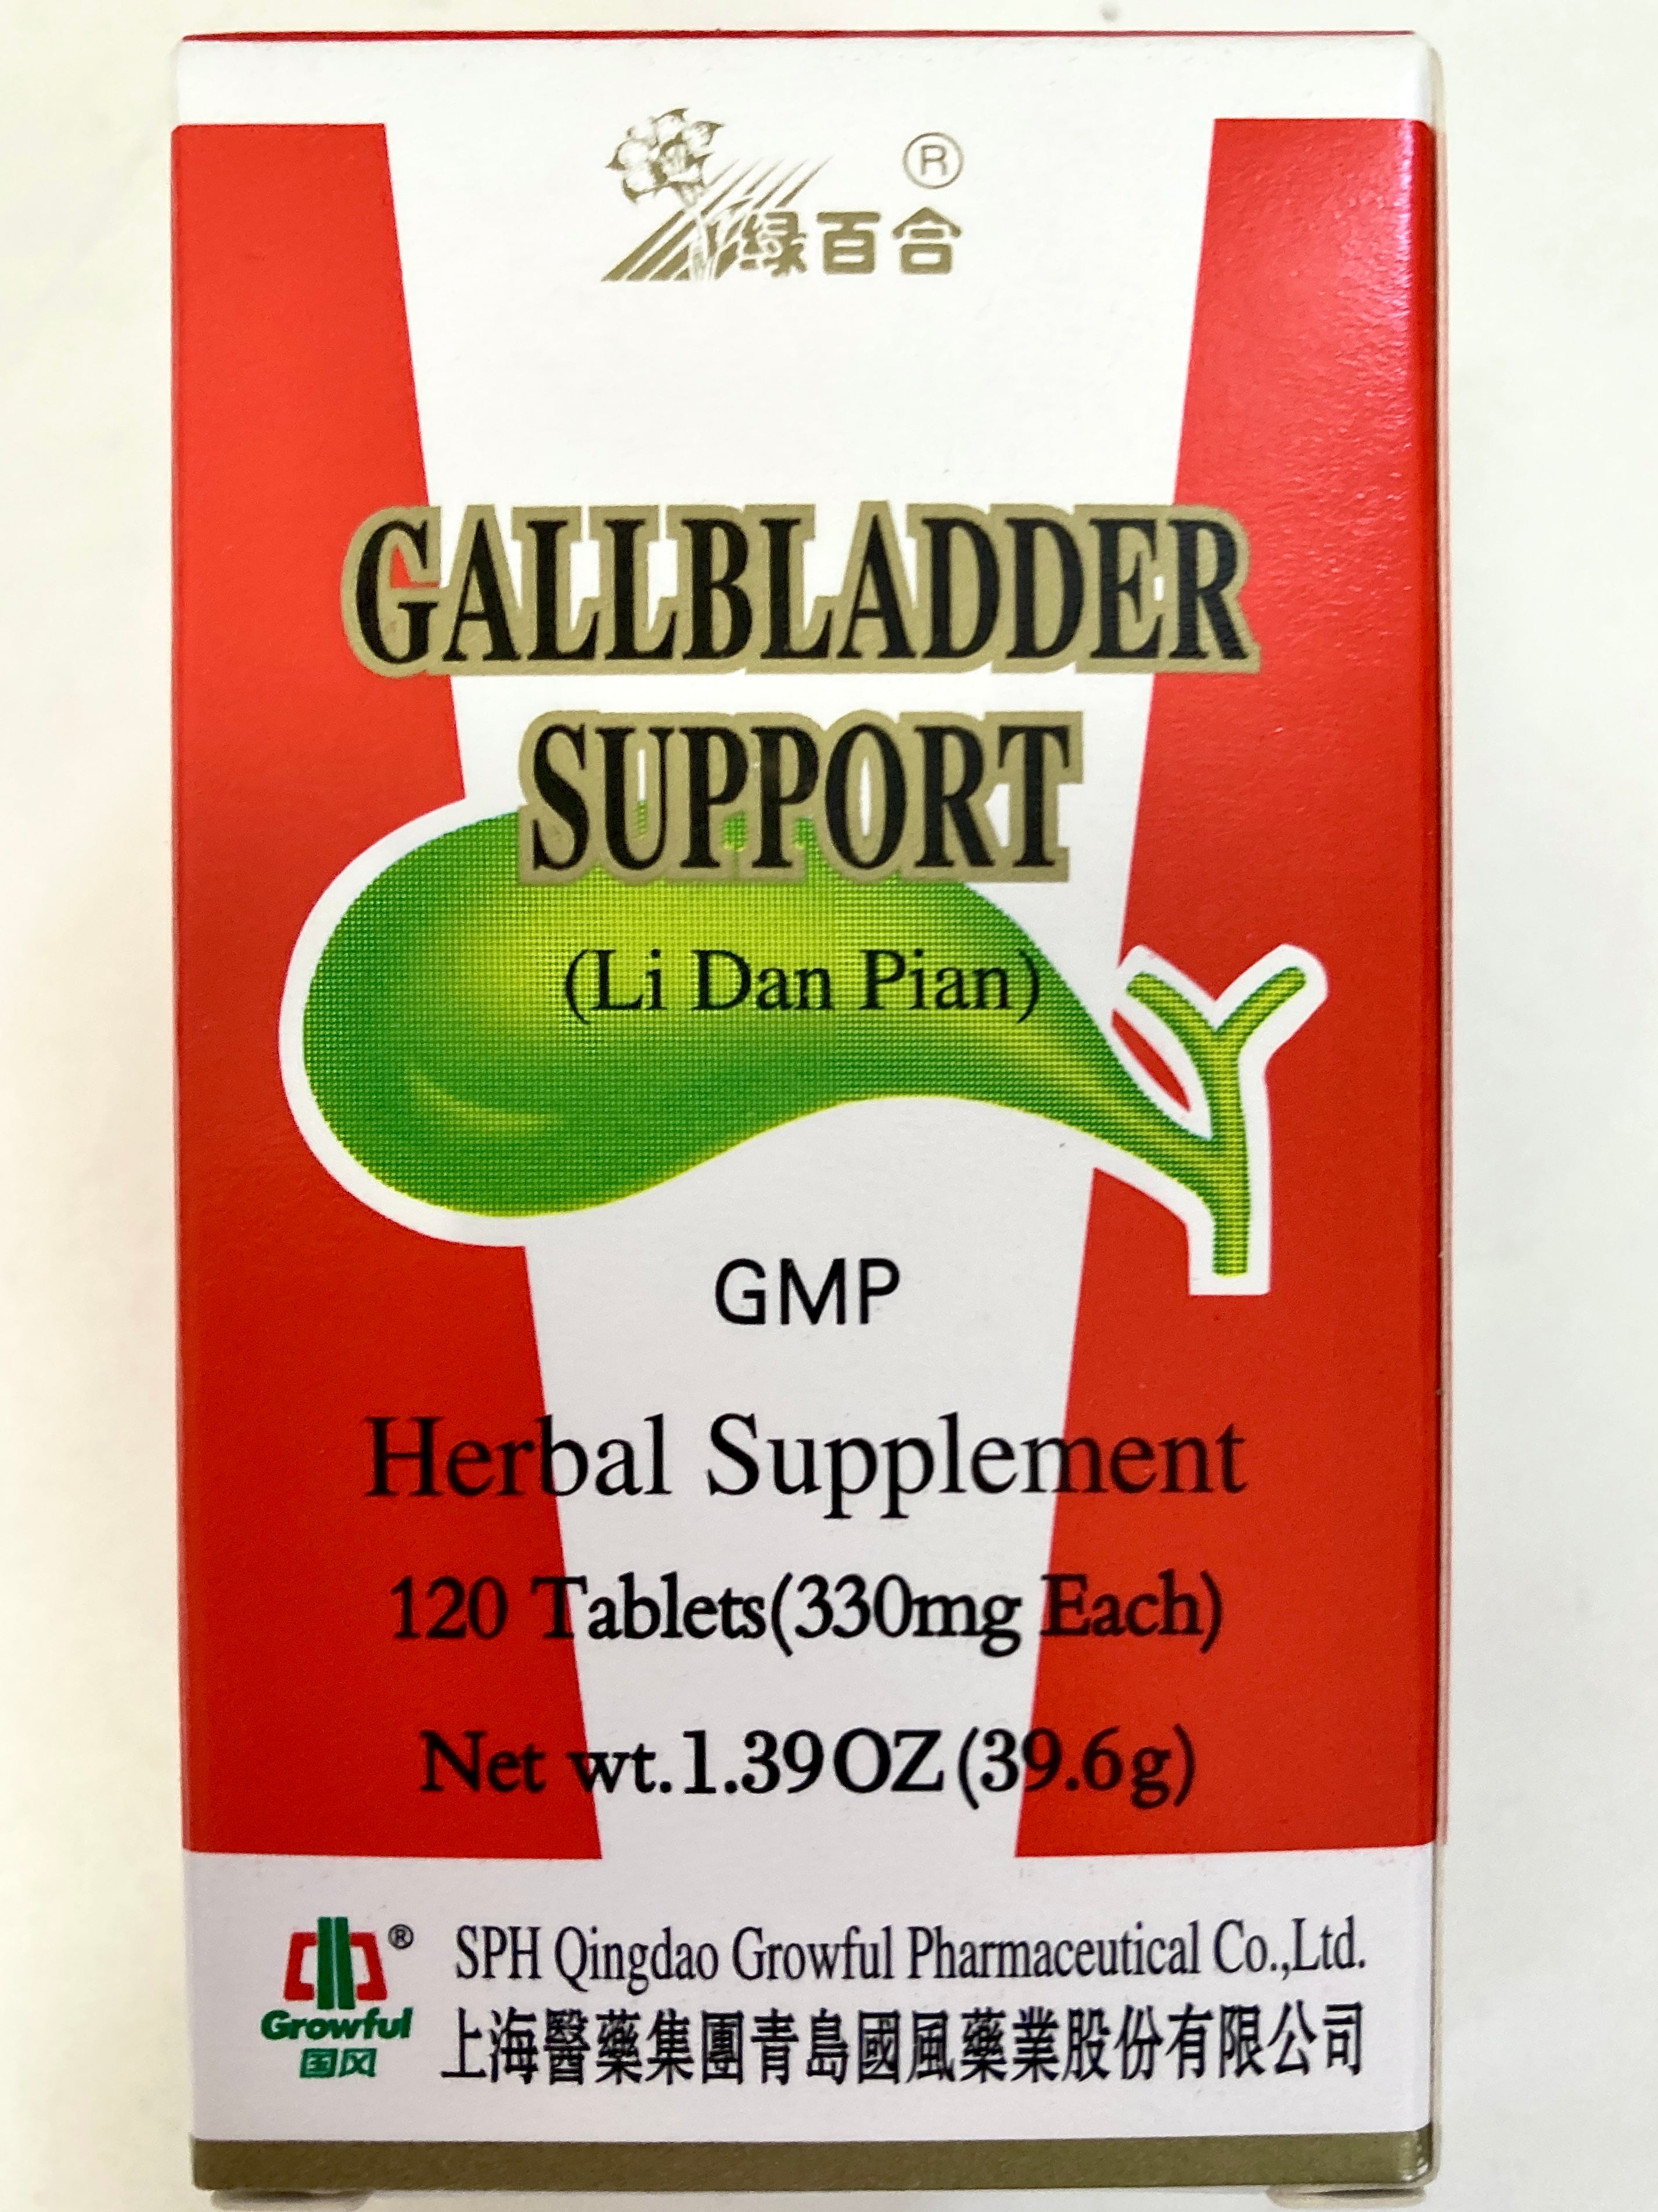 ®
绿百合
GALLBLADDER
SUPPORT
(Li Dan Pian)
GMP
Herbal Supplement
120 Tablets(330mg Each)
Net wt.1.39OZ(39.6g)
®
Growful
国风
SPH Qingdao Growful Pharmaceutical Co.,Ltd.
上海醫藥集團青島國風藥業股份有限公司